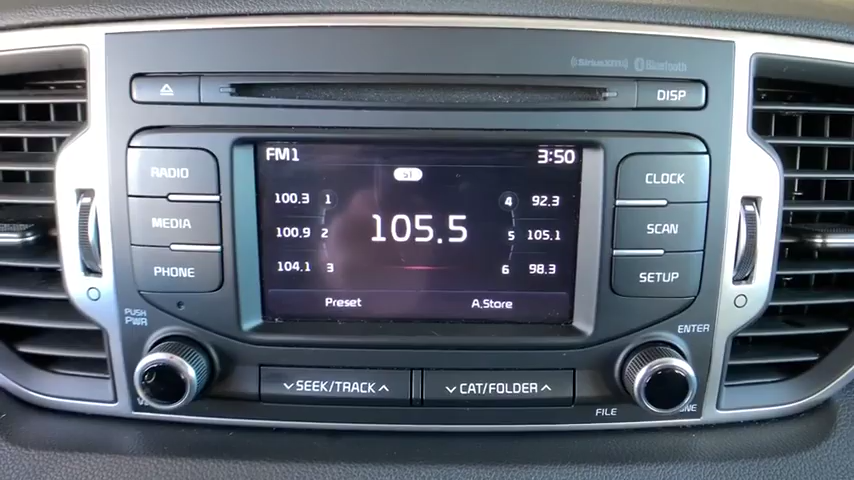 SiriusXM Bluetooth
DISP
FM1 3:50
ST
RADIO
MEDIA
PHONE
100.3 1
100.9 2
104.1 3
105.5
4 92.3
5 105.1
6 98.3
Preset A.Store
CLOCK
SCAN
SETUP
PUSH
PWR
ENTER
SEEK/TRACK
CAT/FOLDER
FILE